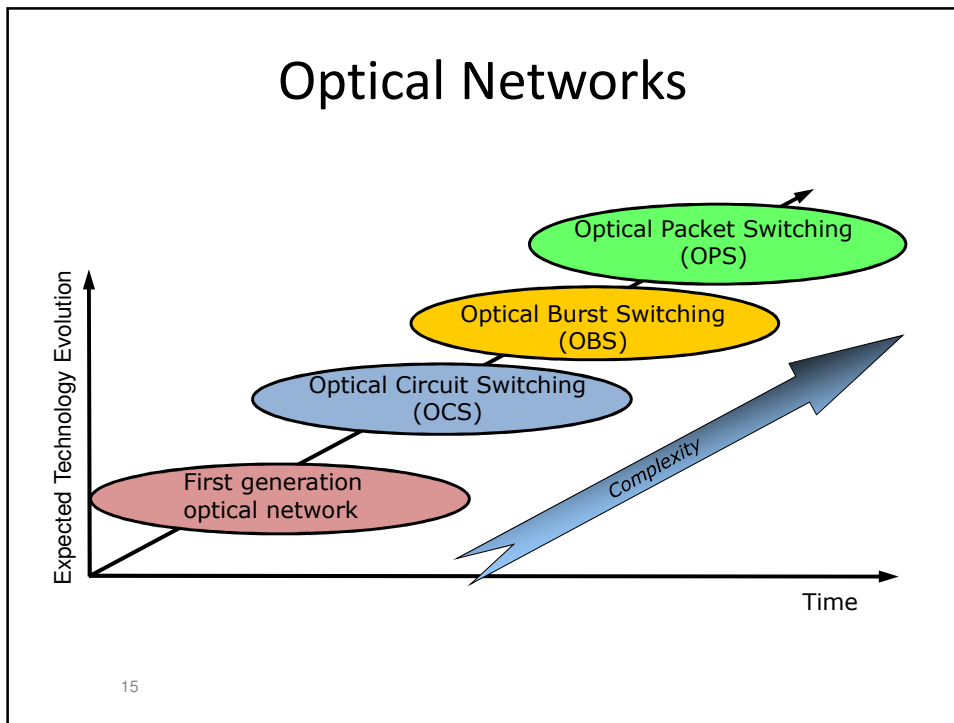 Optical Networks
Optical Packet Switching
(OPS)
Optical Burst Switching
(OBS)
Optical Circuit Switching
(OCS)
First generation
optical network
Expected Technology Evolution
Complexity
Time
15